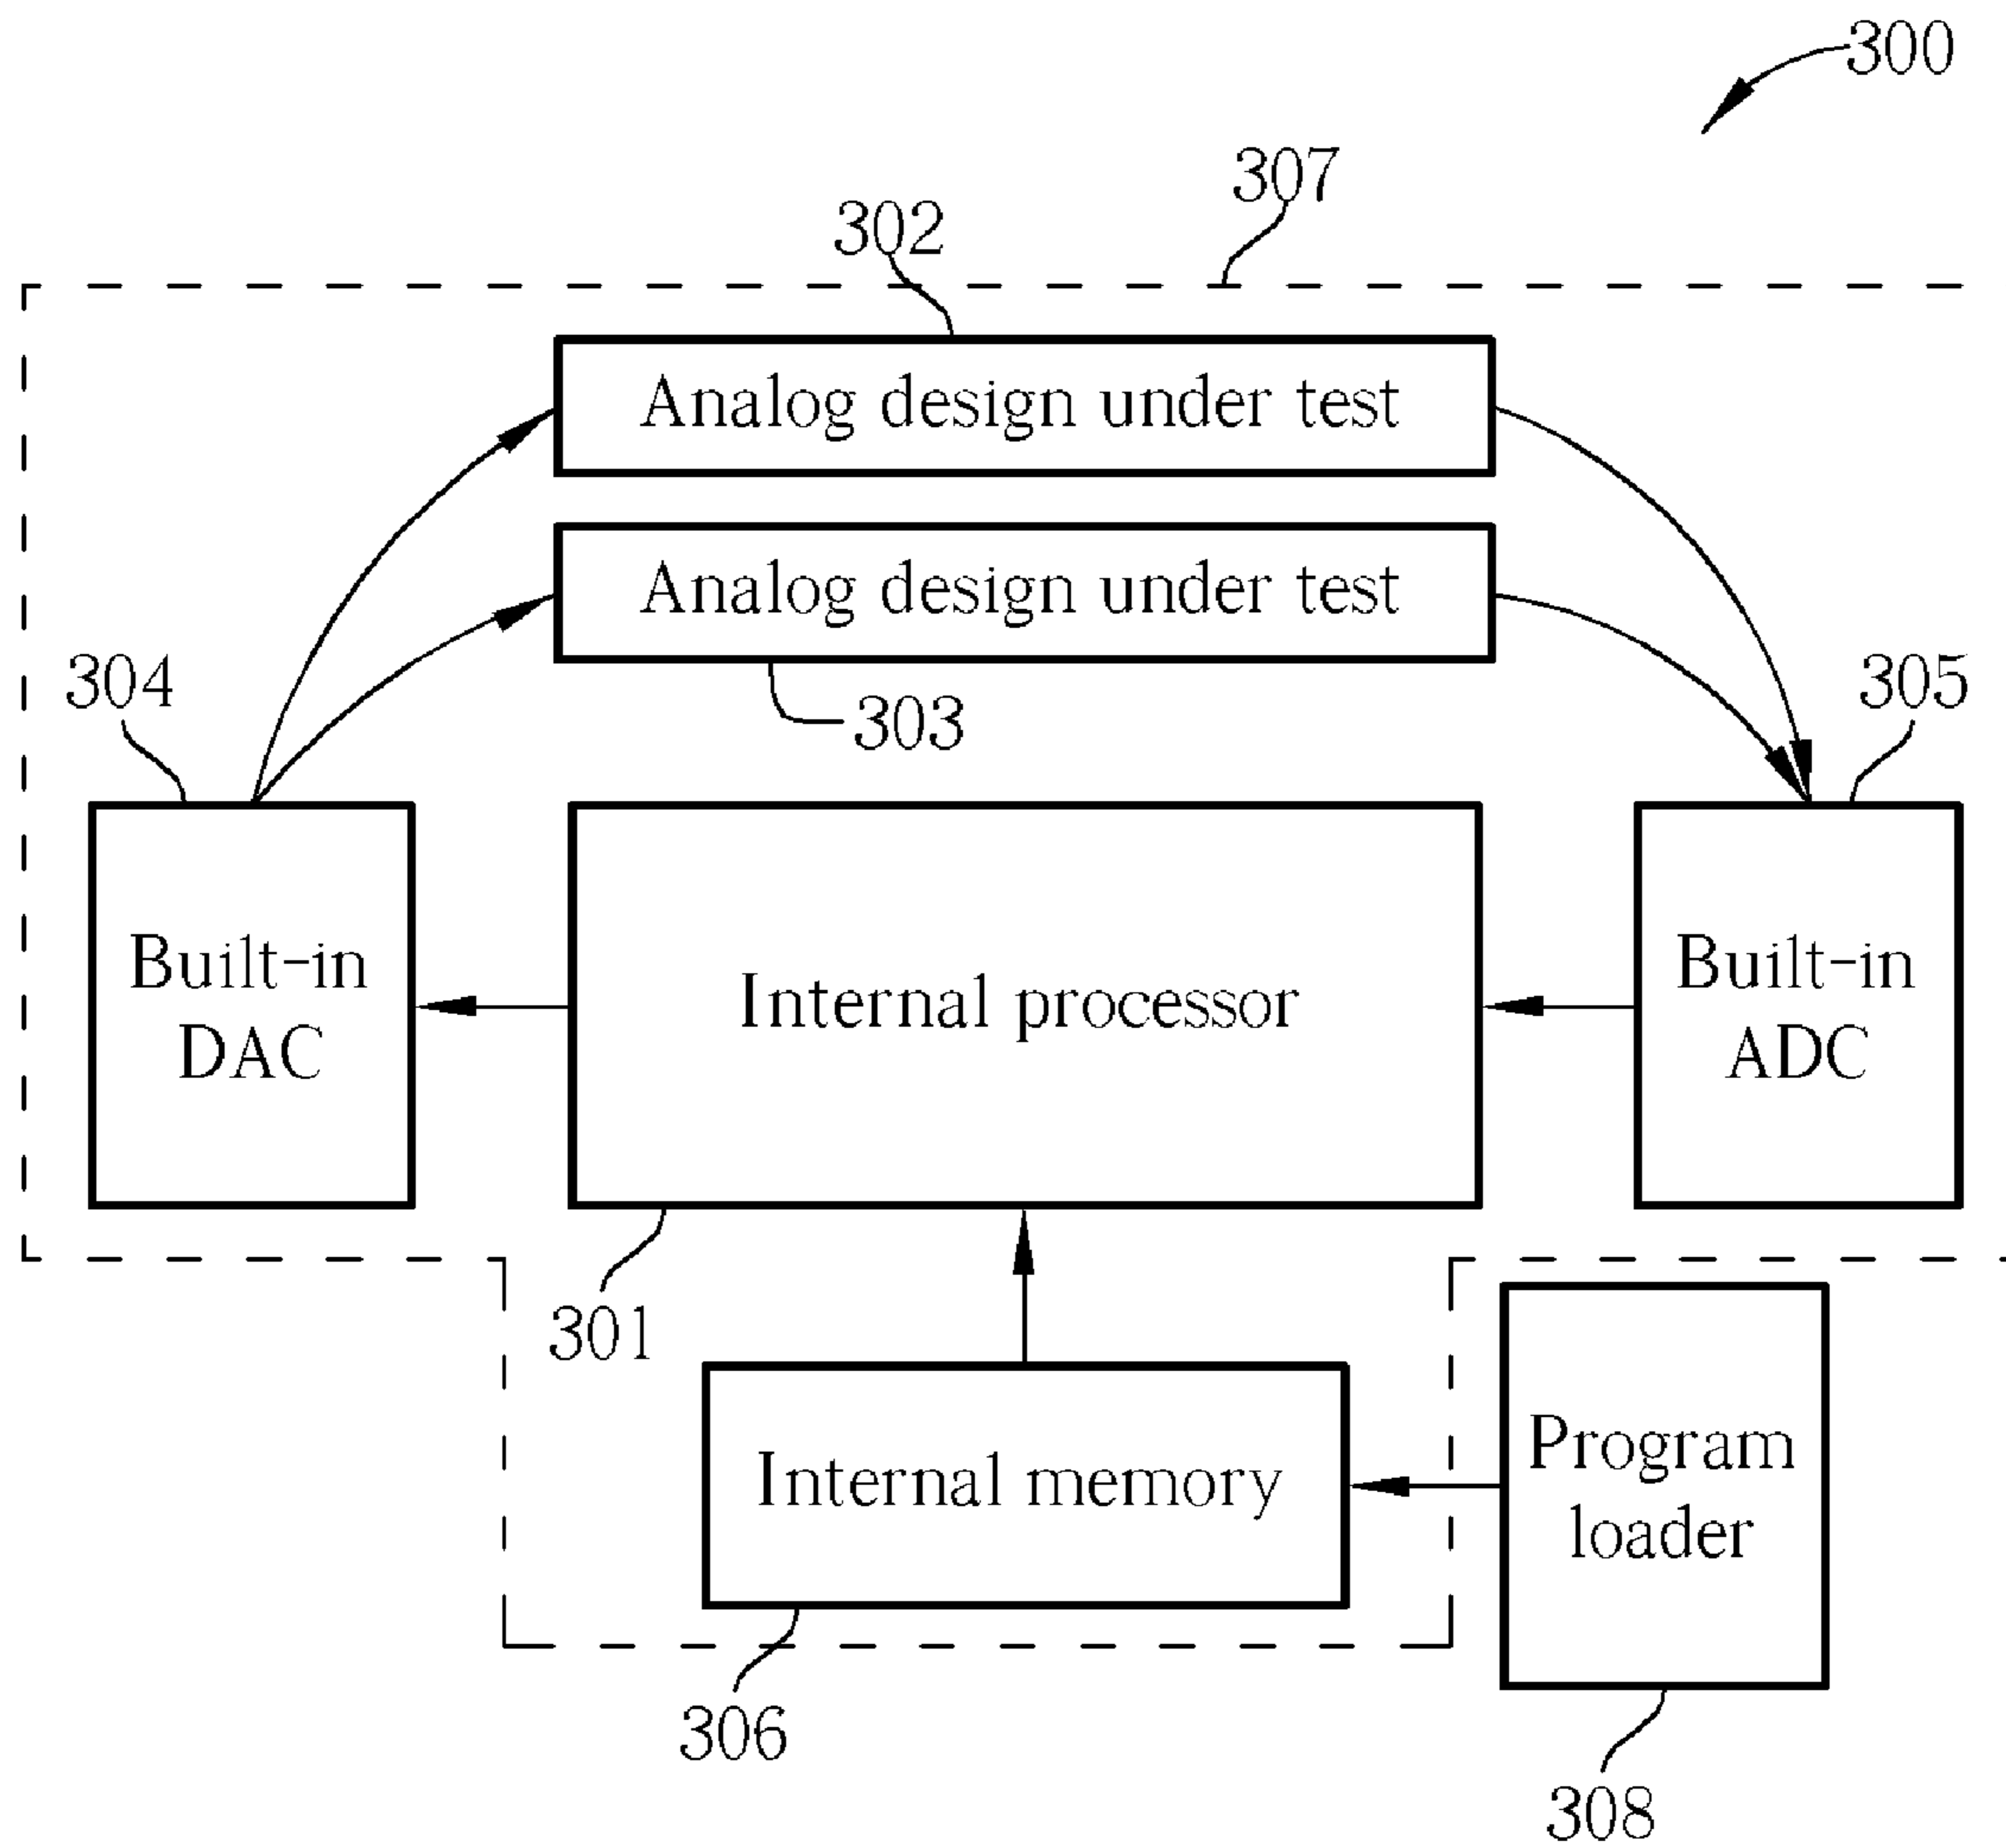 300
307
302
Analog design under test
Analog design under test
304
303
305
Built-in
DAC
Internal processor
Built-in
ADC
301
Internal memory
Program
loader
306
308